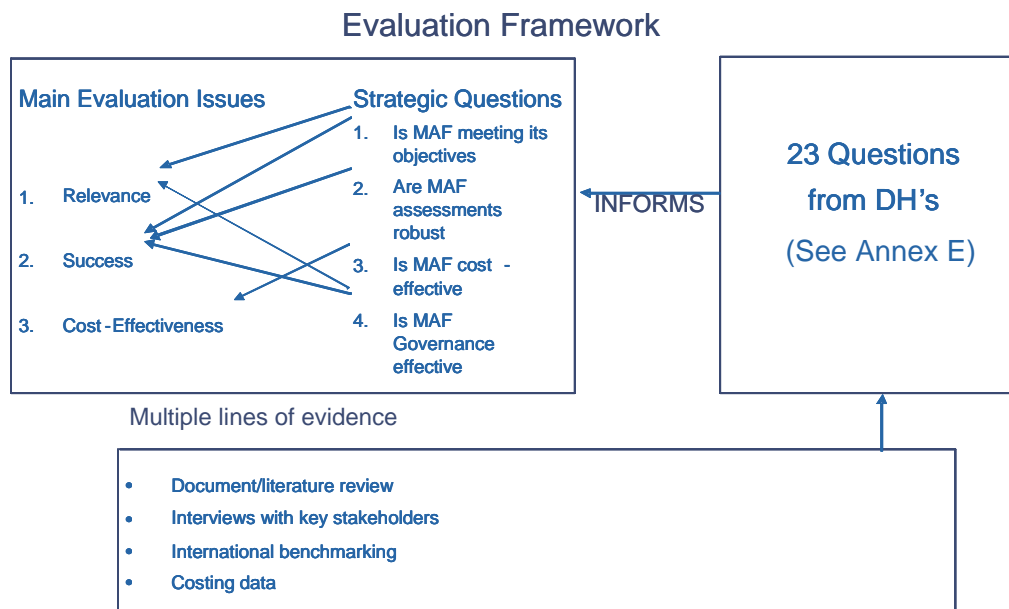 Evaluation Framework
Main Evaluation Issues
1. Relevance
2. Success
3. Cost-Effectiveness
Strategic Questions
1. Is MAF meeting its
objectives
2. Are MAF
assessments
robust
3. Is MAF cost -
effective
4. Is MAF
Governance
effective
INFORMS
23 Questions
from DH's
(See Annex E)
Multiple lines of evidence
• Document/literature review
• Interviews with key stakeholders
• International benchmarking
• Costing data